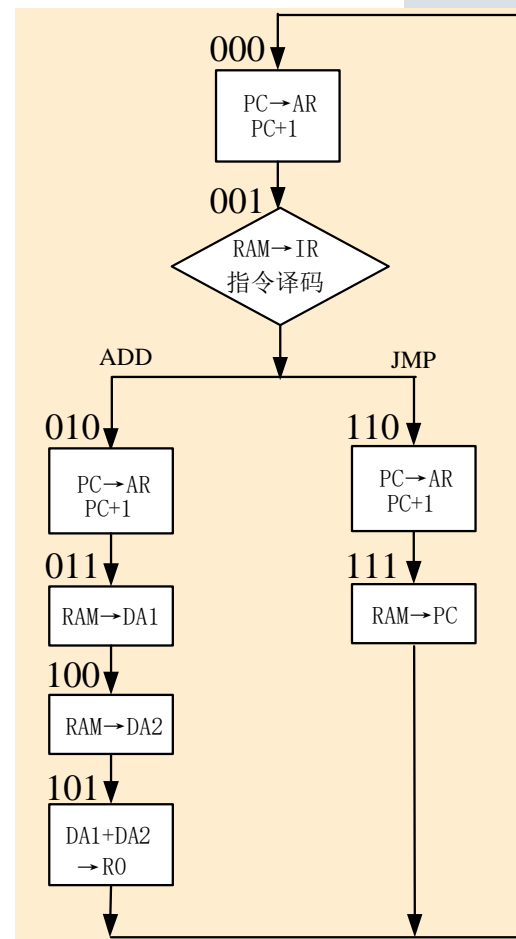 000
PC→AR
PC+1
001
RAM→IR
指令译码
ADD
JMP
010
PC→AR
PC+1
011
RAM→DA1
100
RAM→DA2
101
DA1+DA2
→R0
110
PC→AR
PC+1
111
RAM→PC